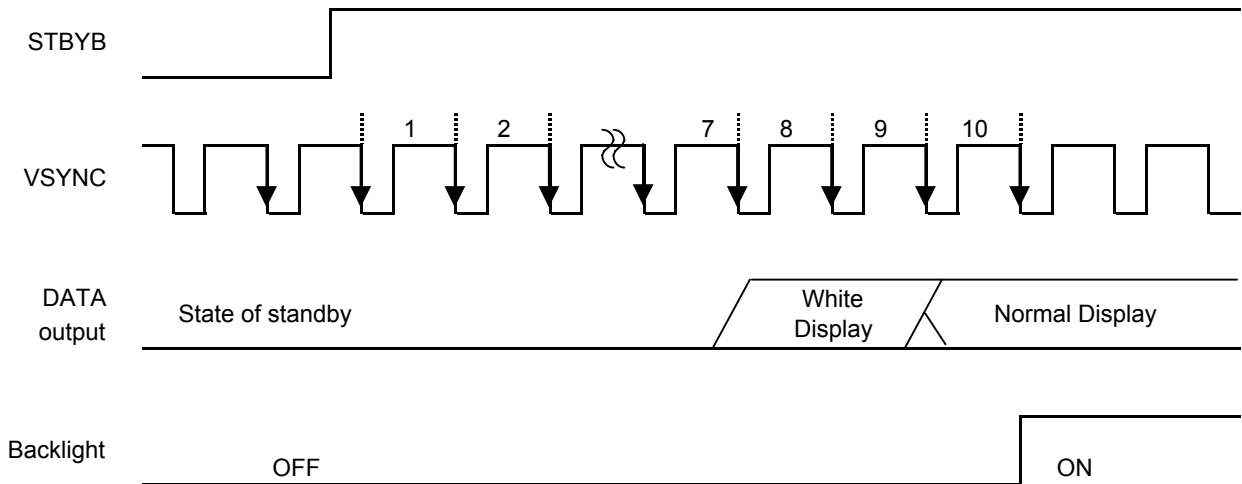 STBYB
1 2 7 8 9 10
VSYNC
DATA
output
State of standby
White
Display
Normal Display
Backlight
OFF
ON